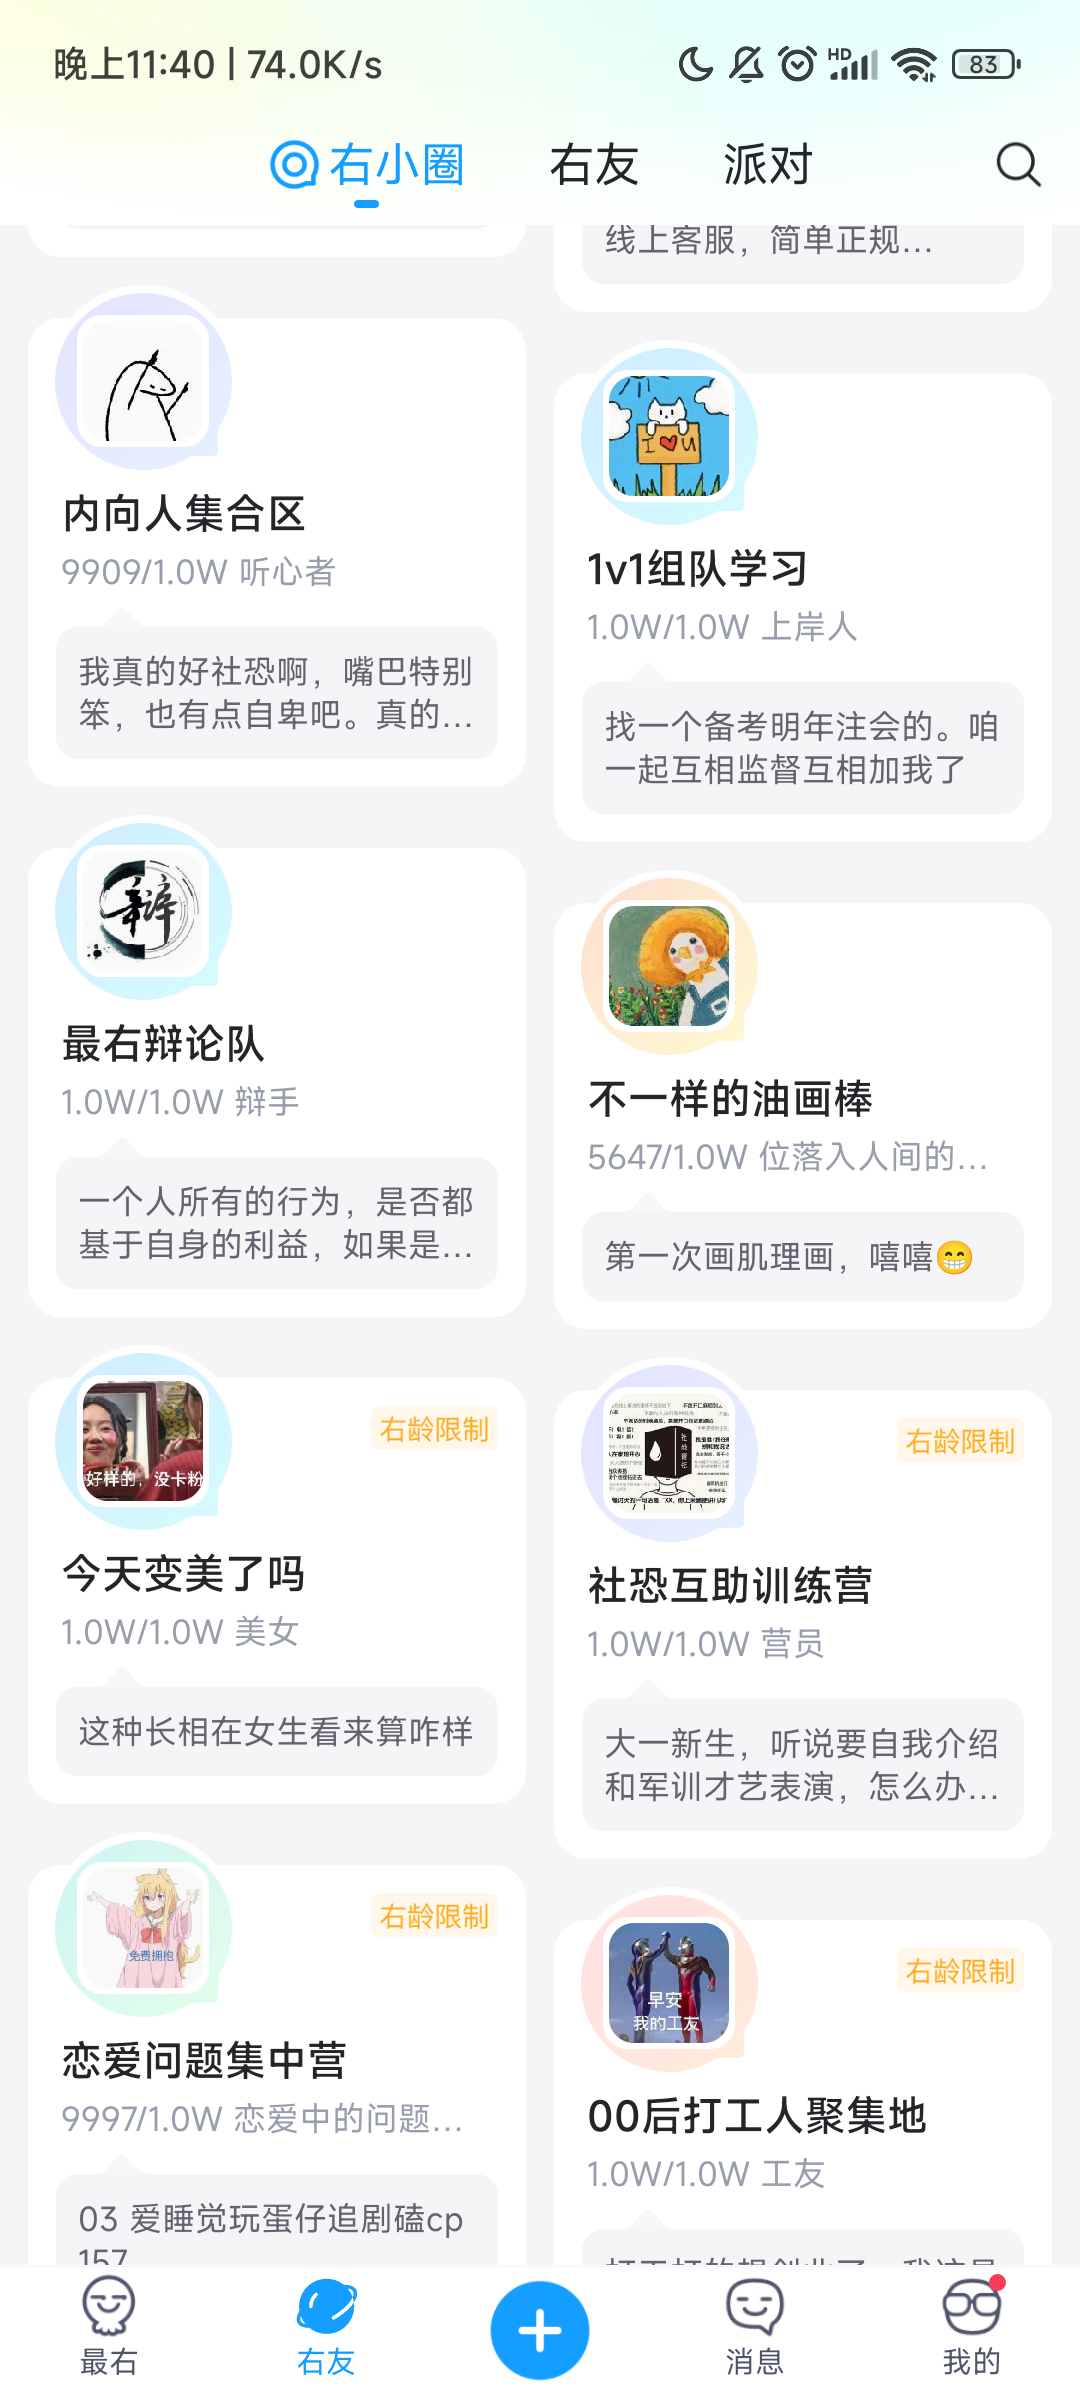 晚上11:40 | 74.0K/s
HD
83
右小圈 右友 派对
线上客服，简单正规...
内向人集合区
9909/1.0W 听心者
我真的好社恐啊，嘴巴特别
笨，也有点自卑吧。真的...
I ❤ U
1v1组队学习
1.0W/1.0W 上岸人
找一个备考明年注会的。咱
一起互相监督互相加我了
辩
最右辩论队
1.0W/1.0W 辩手
一个人所有的行为，是否都
基于自身的利益，如果是...
不一样的油画棒
5647/1.0W 位落入人间的...
第一次画肌理画，嘻嘻😁
好样的，没卡粉
右龄限制
今天变美了吗
1.0W/1.0W 美女
这种长相在女生看来算咋样
右龄限制
社恐互助训练营
1.0W/1.0W 营员
大一新生，听说要自我介绍
和军训才艺表演，怎么办...
免费拥抱
右龄限制
恋爱问题集中营
9997/1.0W 恋爱中的问题...
03 爱睡觉玩蛋仔追剧磕cp
157
早安
我的工友
右龄限制
00后打工人聚集地
1.0W/1.0W 工友
最右 右友 消息 我的